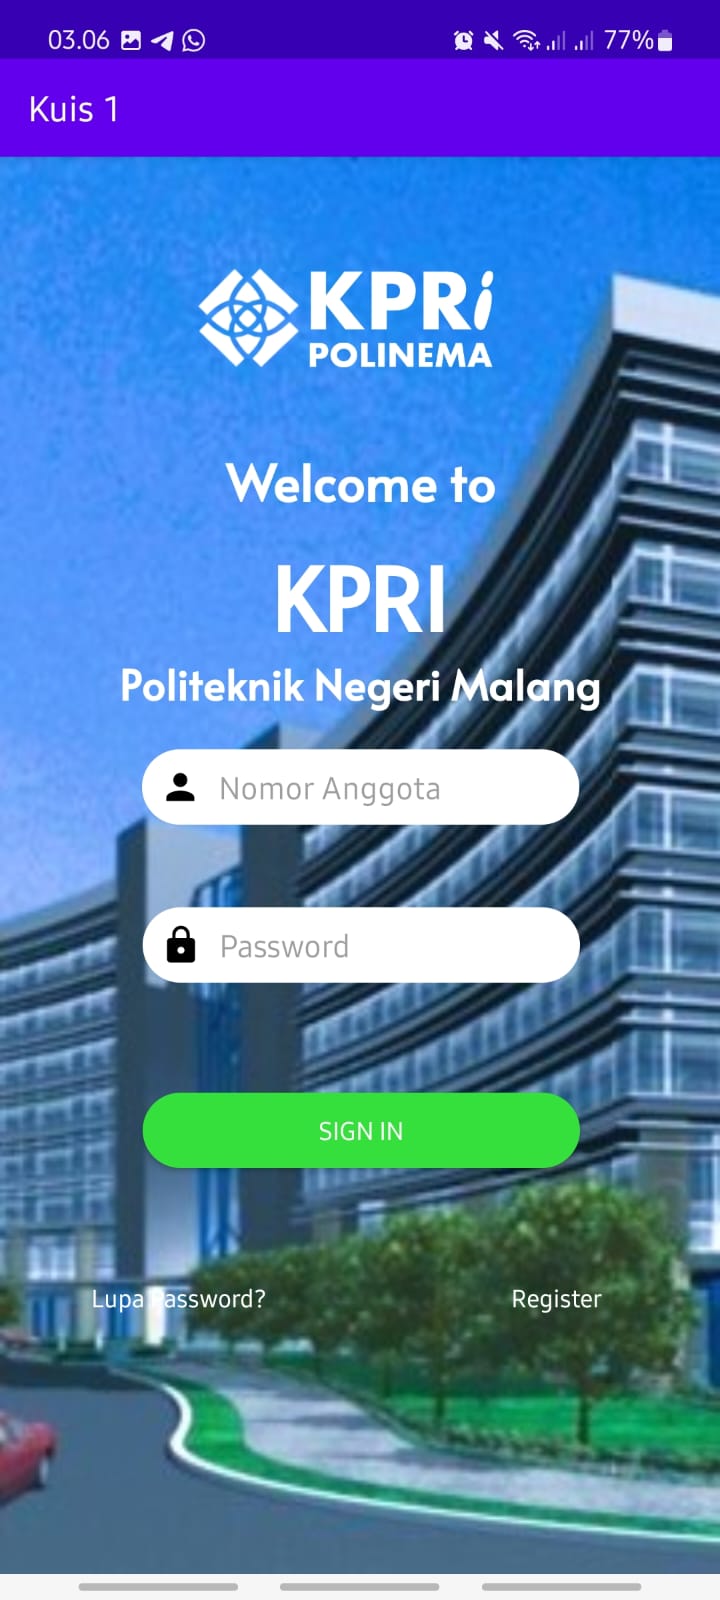 03.06
77%
Kuis 1
KPRi
POLINEMA
Welcome to
KPRI
Politeknik Negeri Malang
Nomor Anggota
Password
SIGN IN
Lupa Password?
Register